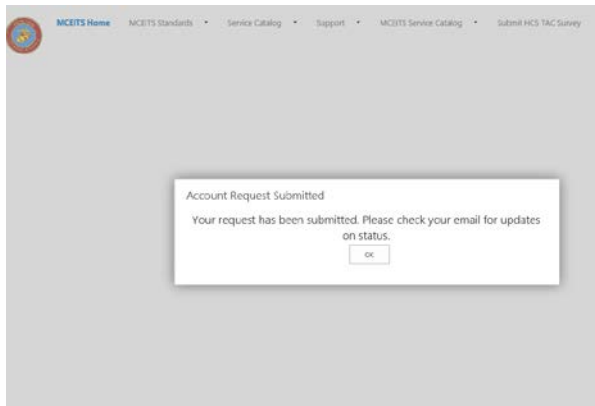 MCEITS Home MCEITS Standards Service Catalog Support MCEITS Service Catalog Submit HCS TAC Survey
Account Request Submitted
Your request has been submitted. Please check your email for updates
on status.
OK